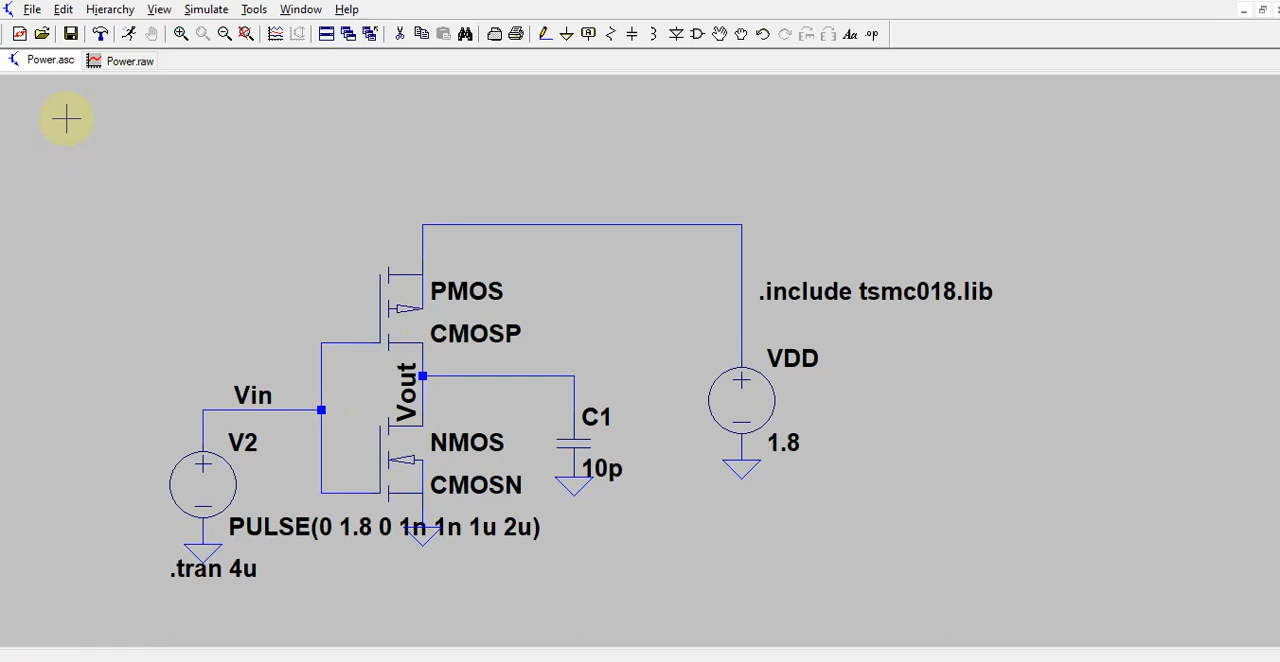 File Edit Hierarchy View Simulate Tools Window Help
Aa .op
Power.asc Power.raw
PMOS
.include tsmc018.lib
CMOSP
VDD
Vout
Vin
C1
V2
NMOS
1.8
10p
CMOSN
PULSE(0 1.8 0 1n 1n 1u 2u)
.tran 4u